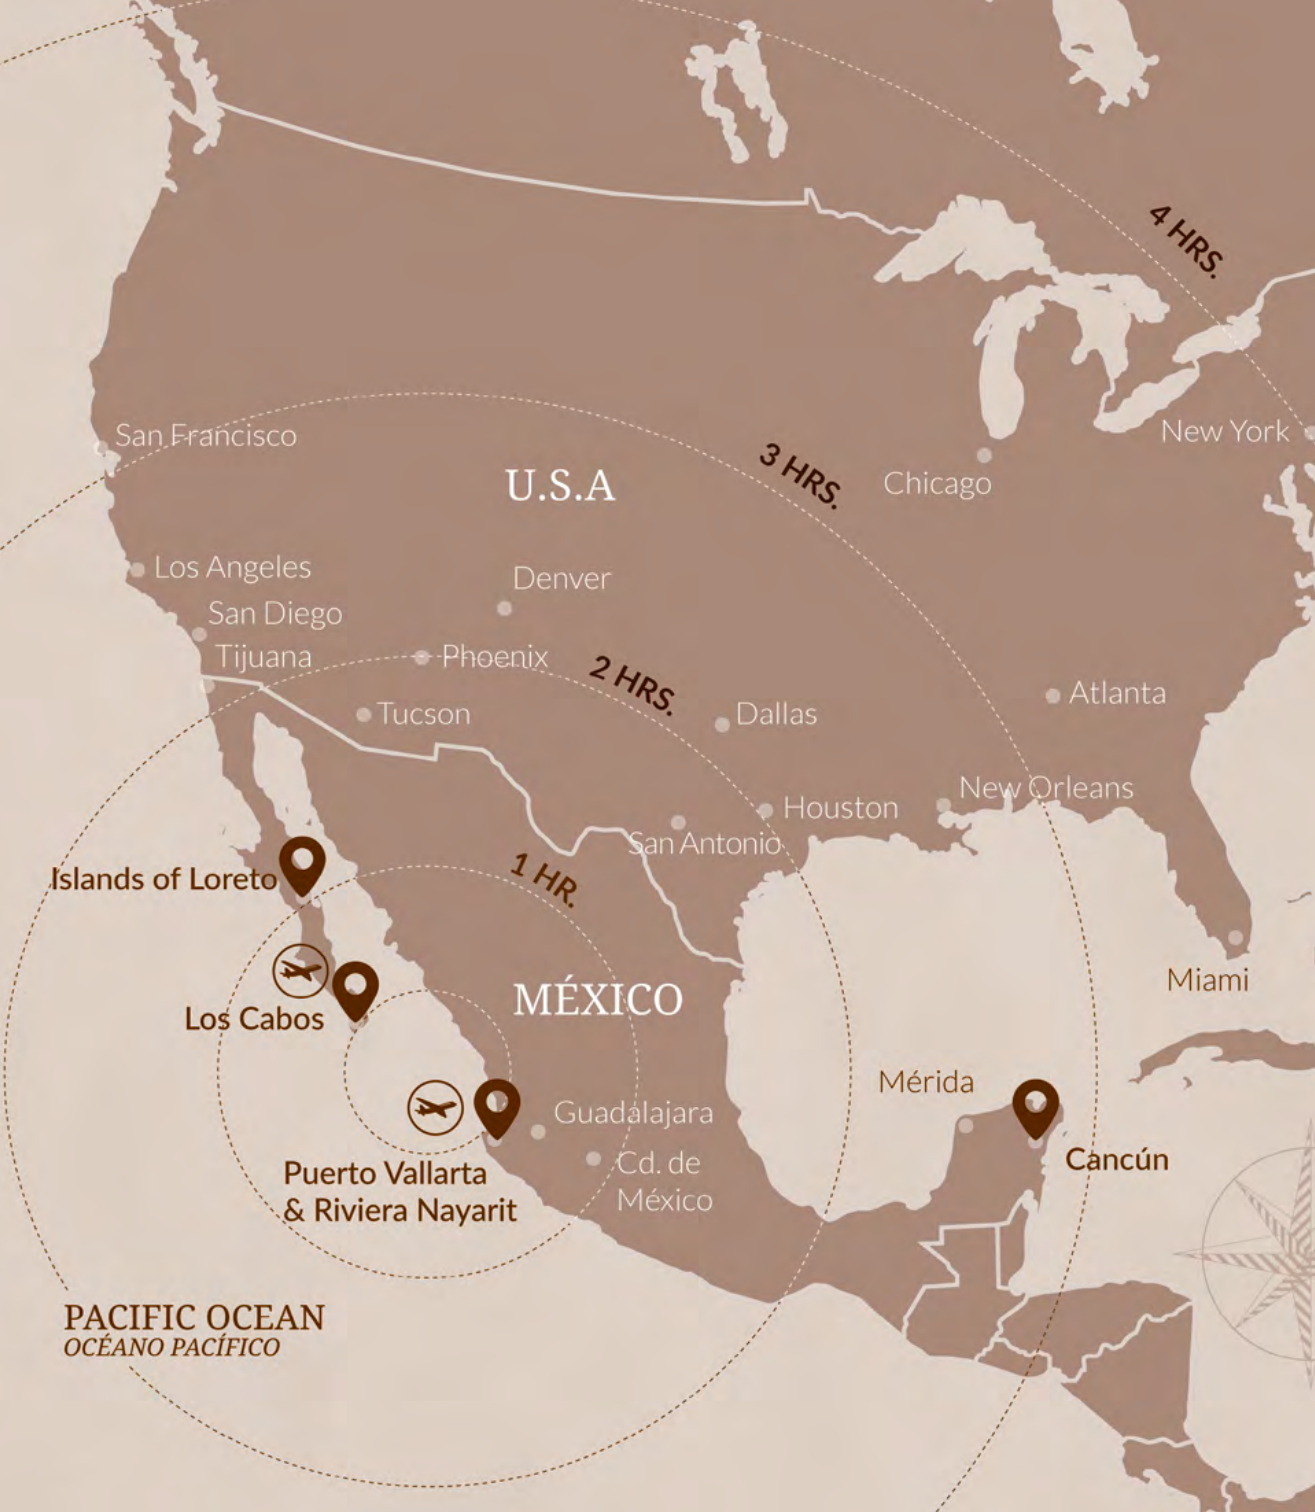 4 HRS.
San Francisco
New York
3 HRS.
U.S.A
Chicago
Los Angeles
Denver
San Diego
Tijuana
Phoenix
2 HRS.
Atlanta
Tucson
Dallas
New Orleans
Houston
San Antonio
1 HR.
Islands of Loreto
Miami
MÉXICO
Los Cabos
Mérida
Guadalajara
Cancún
Cd. de
México
Puerto Vallarta
& Riviera Nayarit
PACIFIC OCEAN
OCÉANO PACÍFICO